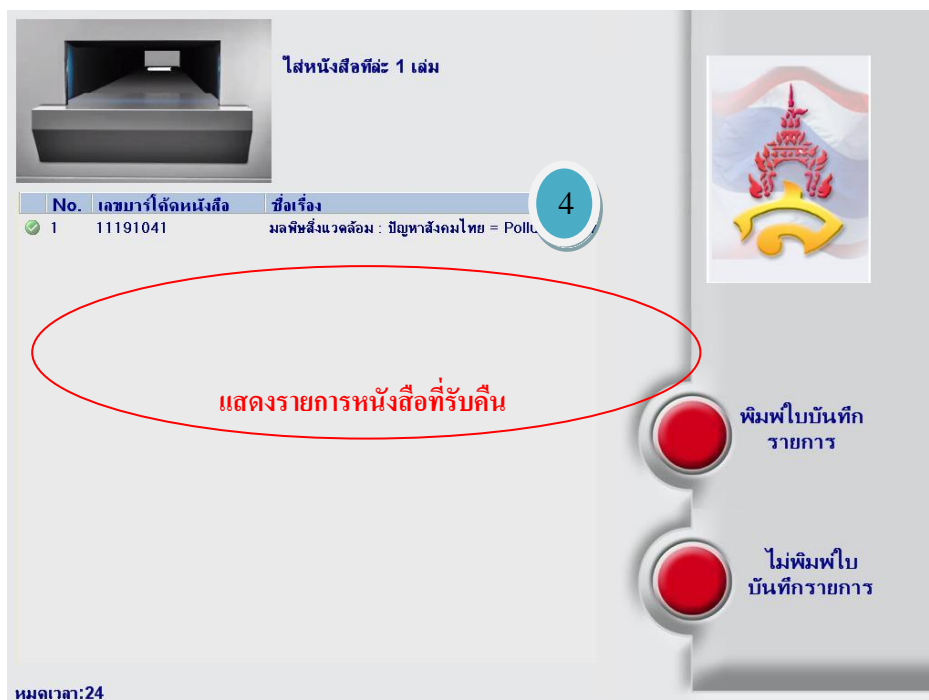 ใส่หนังสือทีล่ะ 1 เล่ม
No. เลขบาร์โค้ดหนังสือ ชื่อเรื่อง
4
1 11191041 มลพิษสิ่งแวดล้อม : ปัญหาสังคมไทย =
แสดงรายการหนังสือที่รับคืน
พิมพ์ใบบันทึก
รายการ
ไม่พิมพ์ใบ
บันทึกรายการ
หมดเวลา:24